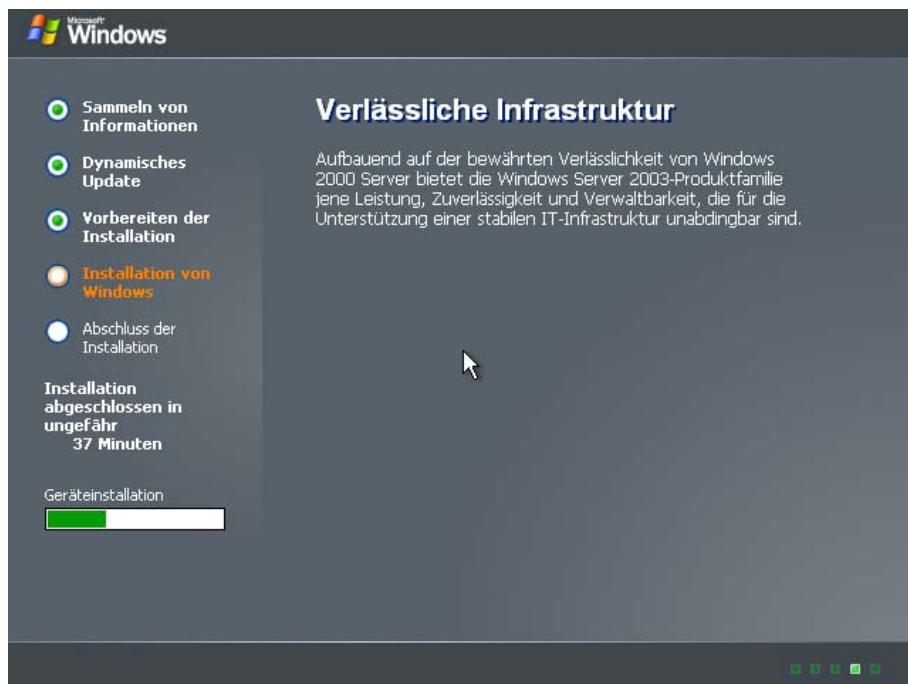 Microsoft
Windows
Sammeln von
Informationen
Dynamisches
Update
Vorbereiten der
Installation
Installation von
Windows
Abschluss der
Installation
Installation
abgeschlossen in
ungefähr
37 Minuten
Geräteinstallation
Verlässliche Infrastruktur
Aufbauend auf der bewährten Verlässlichkeit von Windows
2000 Server bietet die Windows Server 2003-Produktfamilie
jene Leistung, Zuverlässigkeit und Verwaltbarkeit, die für die
Unterstützung einer stabilen IT-Infrastruktur unabdingbar sind.